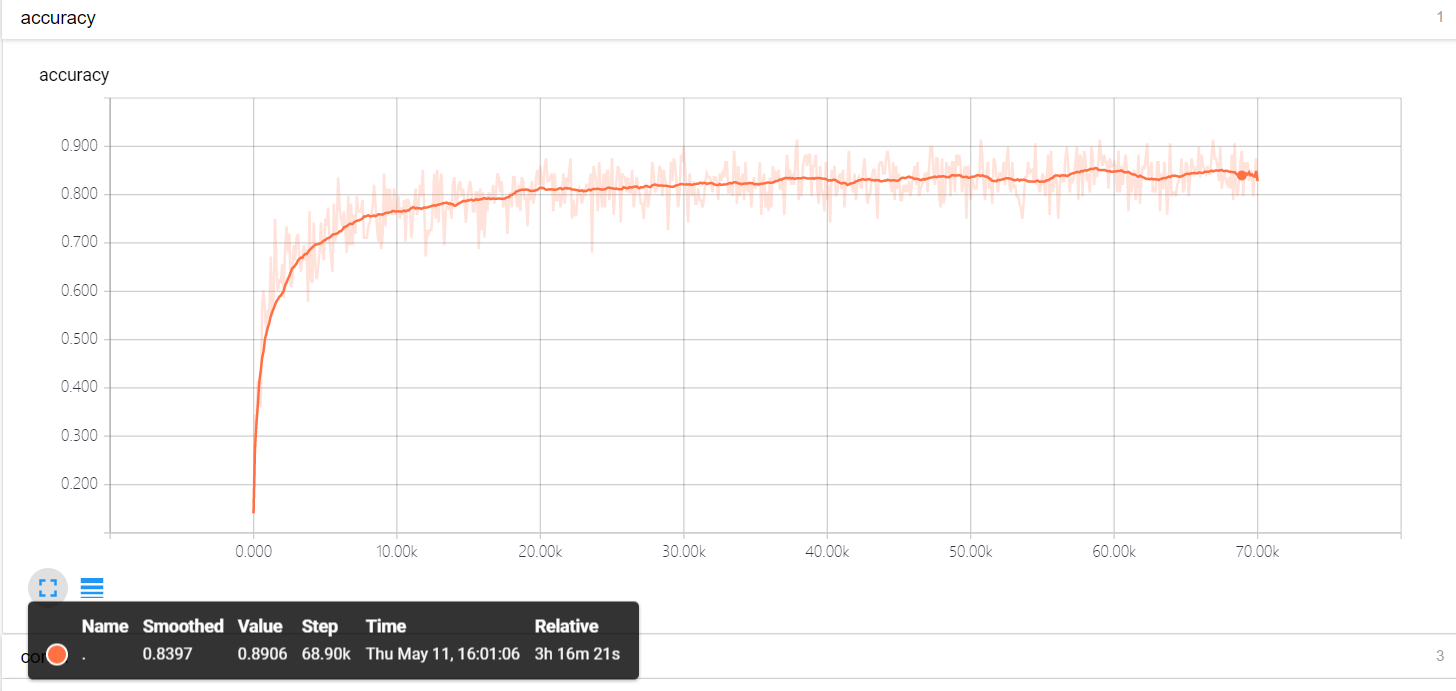 accuracy 1
accuracy
0.900
0.800
0.700
0.600
0.500
0.400
0.300
0.200
0.000 10.00k 20.00k 30.00k 40.00k 50.00k 60.00k 70.00k
Name Smoothed Value Step Time Relative
. 0.8397 0.8906 68.90k Thu May 11, 16:01:06 3h 16m 21s
3